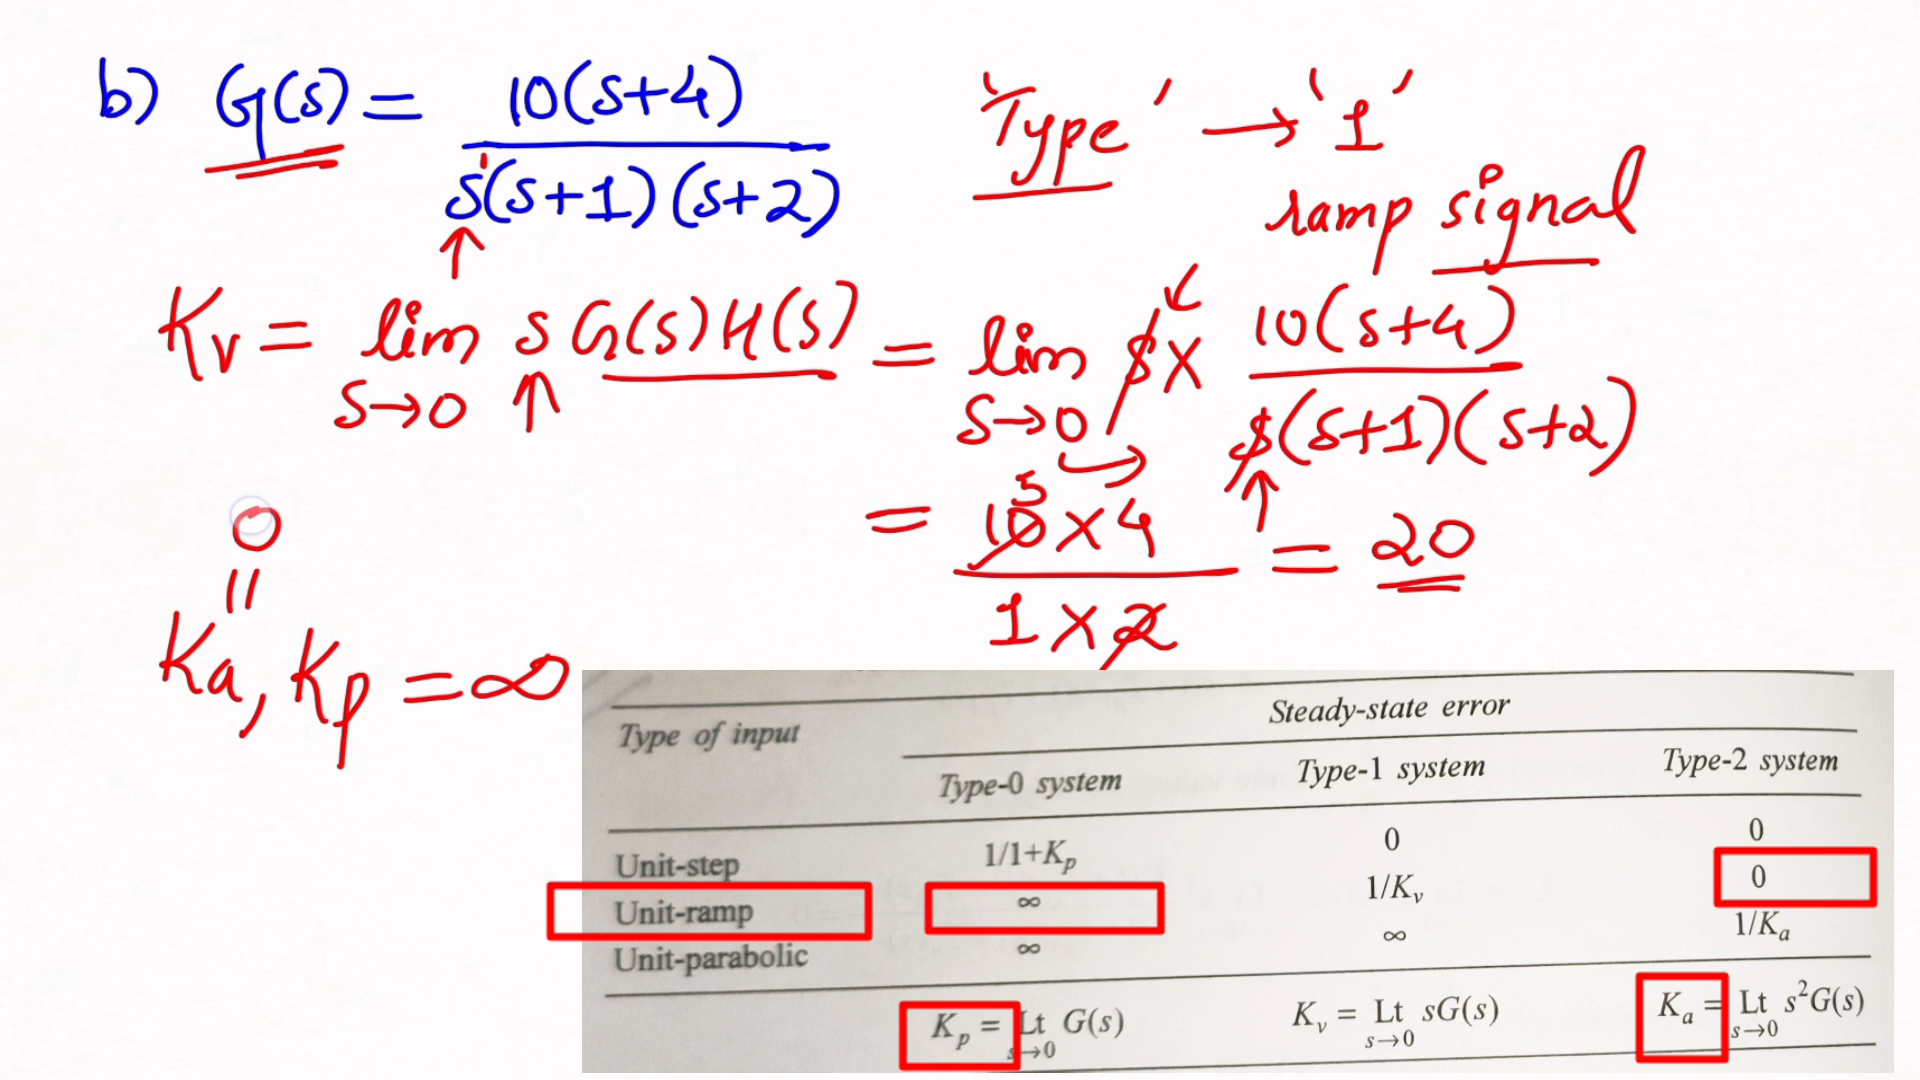 b) G(s) = 10(s+4) / s(s+1)(s+2)
'Type' → '1'
ramp signal
Kv = lim s→0 s G(s) H(s) = lim s→0 s × 10(s+4) / s(s+1)(s+2)
= 10 × 4 / 1 × 2 = 20
5
0
=
Ka, Kp = ∞
Type of input Steady-state error
Type-0 system Type-1 system Type-2 system
Unit-step 1/1+Kp 0 0
Unit-ramp ∞ 1/Kv 0
Unit-parabolic ∞ ∞ 1/Ka
Kp = Lt s→0 G(s) Kv = Lt s→0 sG(s) Ka = Lt s→0 s²G(s)